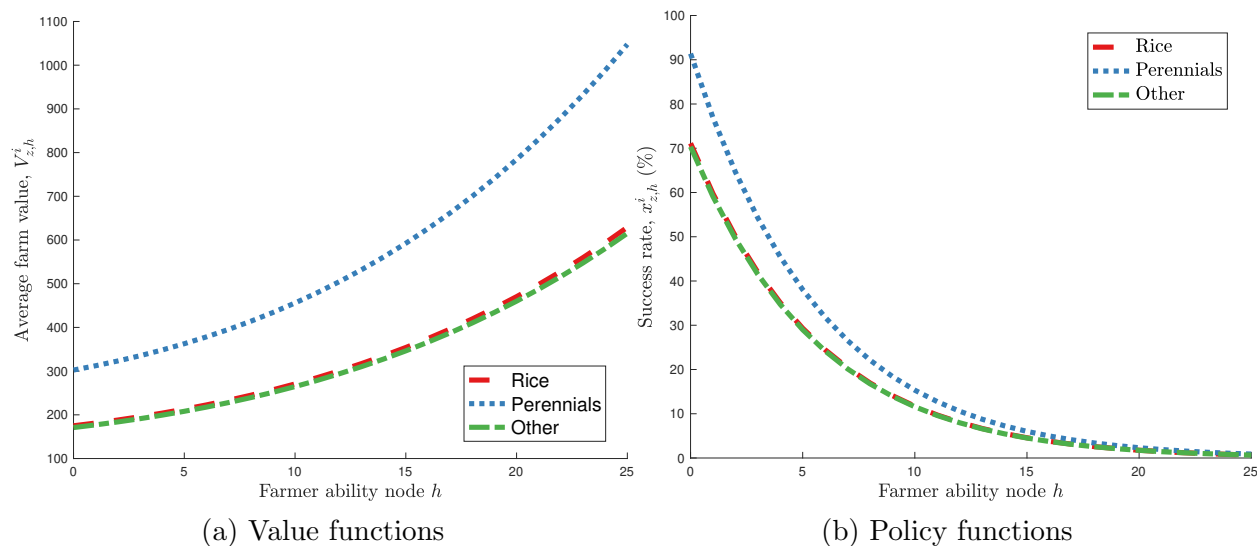 1100
1000
900
800
700
600
500
400
300
200
100
0
5
10
15
20
25
Average farm value, V^i_{z,h}
Farmer ability node h
Rice
Perennials
Other
(a) Value functions
100
90
80
70
60
50
40
30
20
10
0
0
5
10
15
20
25
Success rate, x^i_{z,h} (%)
Farmer ability node h
Rice
Perennials
Other
(b) Policy functions